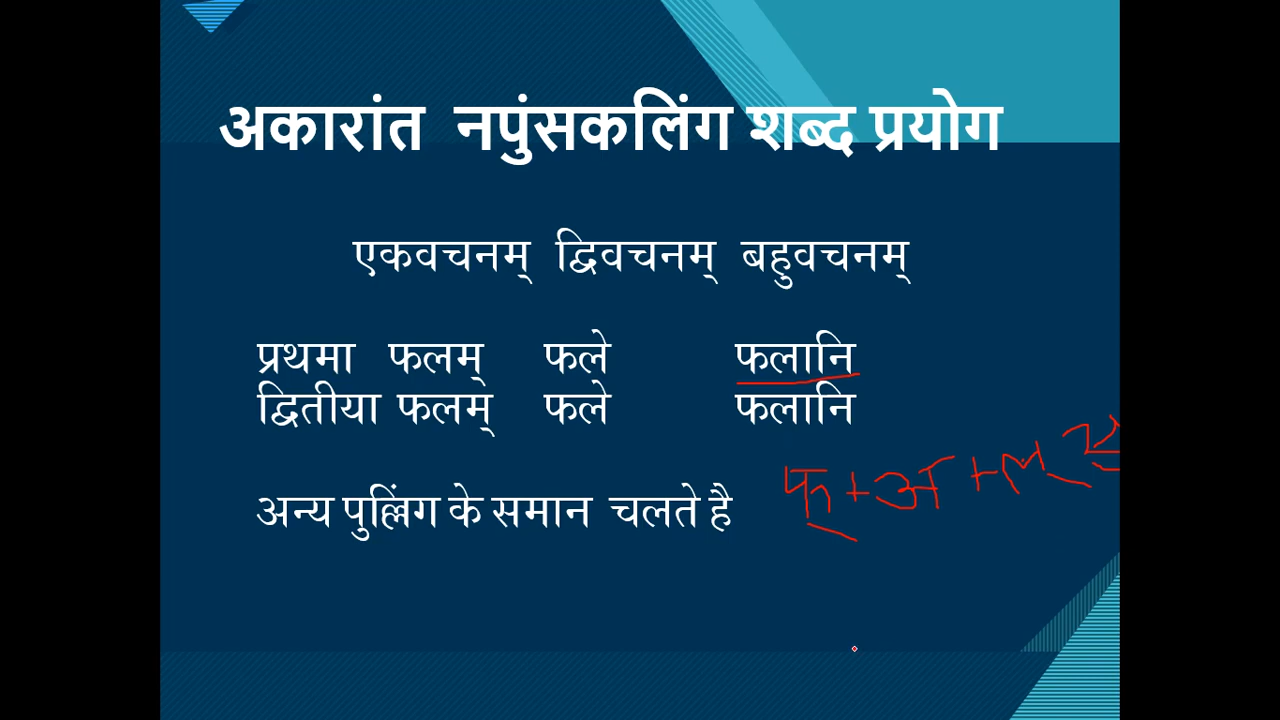 अकारांत नपुंसकलिंग शब्द प्रयोग
एकवचनम् द्विवचनम् बहुवचनम्
प्रथमा फलम् फले फलानि
द्वितीया फलम् फले फलानि
अन्य पुल्लिंग के समान चलते है
फ्+अ+ल्